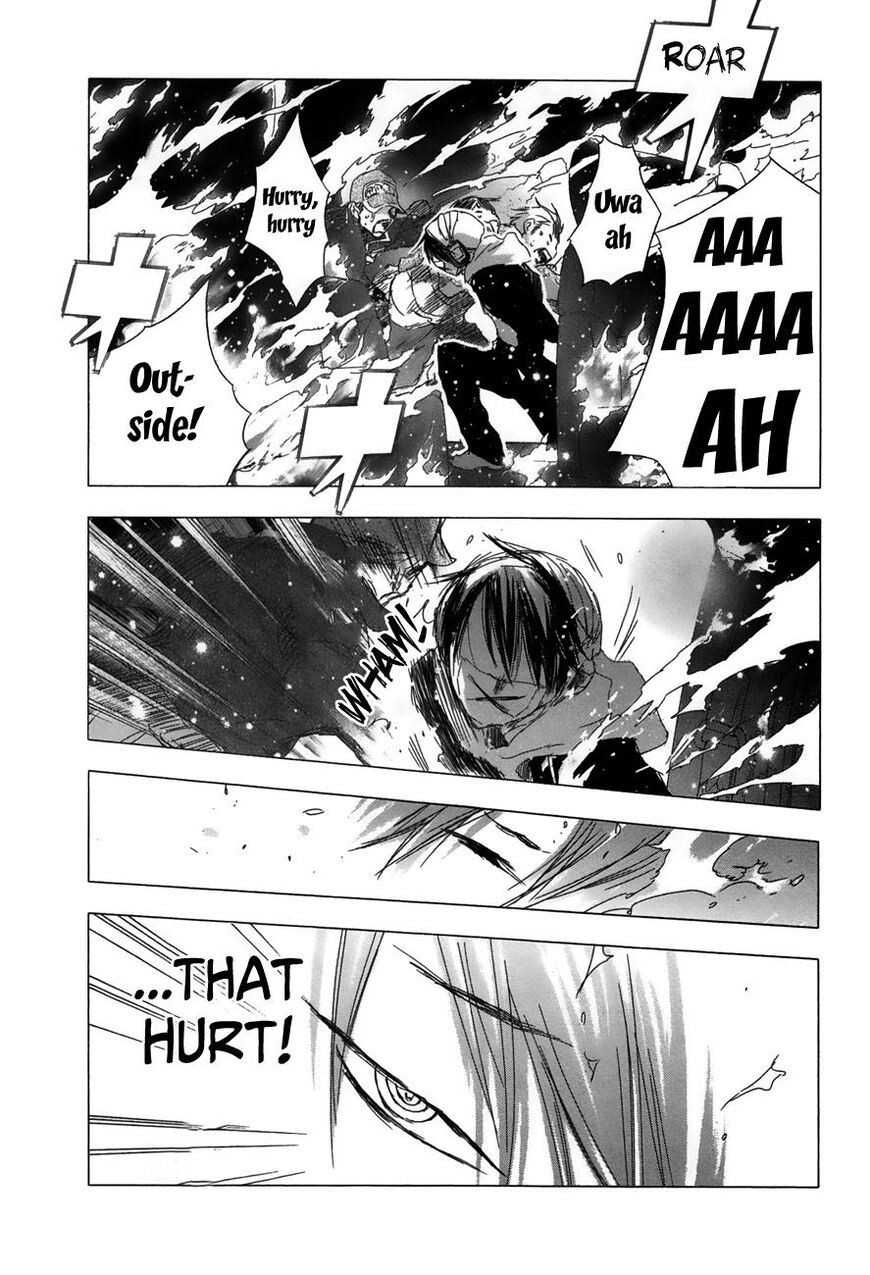 ROAR
AAA
AAAA
AH
Uwa
ah
Hurry,
hurry
Out-
side!
WHAM!
...THAT
HURT!